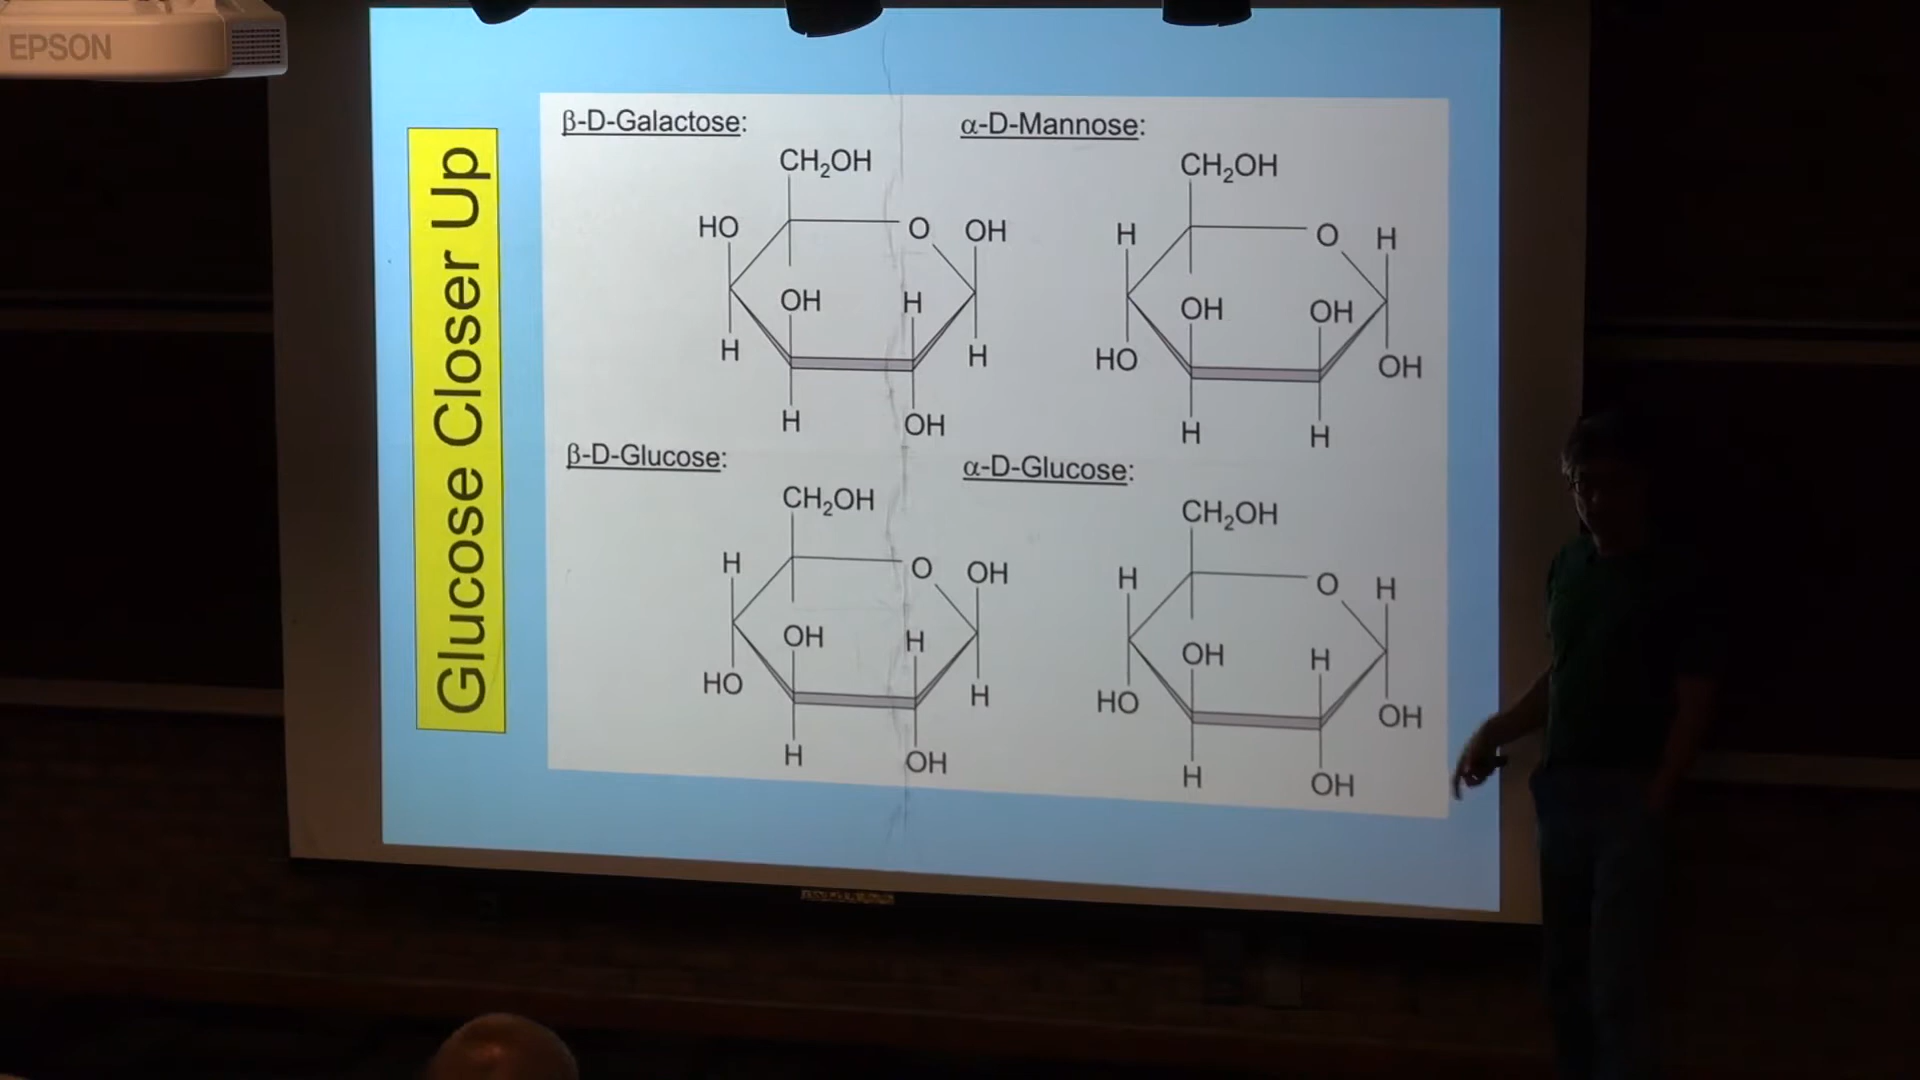 EPSON
Glucose Closer Up
β-D-Galactose:
CH₂OH
HO
O
OH
OH
H
H
H
H
OH
α-D-Mannose:
CH₂OH
H
O
H
OH
OH
HO
OH
H
H
β-D-Glucose:
CH₂OH
H
O
OH
OH
H
HO
H
H
OH
α-D-Glucose:
CH₂OH
H
O
H
OH
H
HO
OH
H
OH